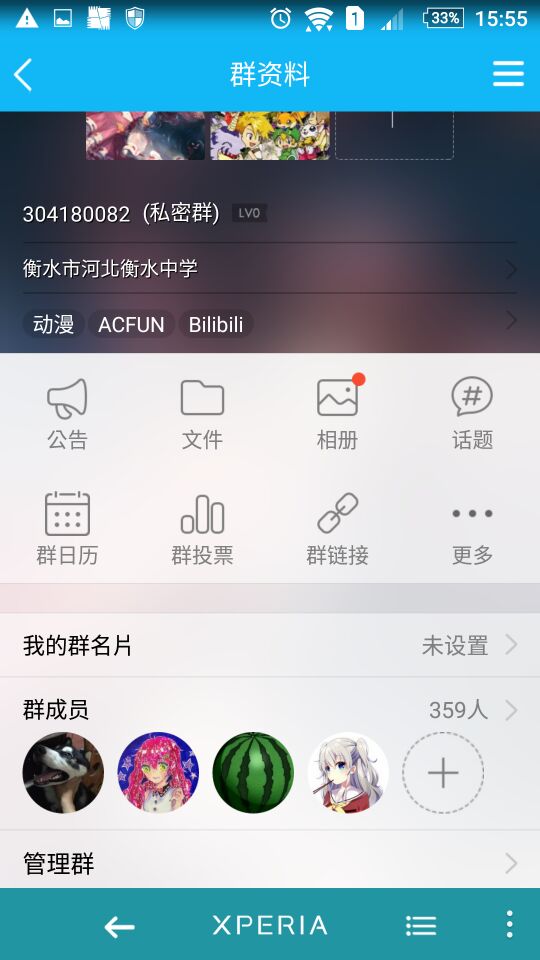 1 33% 15:55
群资料
304180082 (私密群) LV0
衡水市河北衡水中学
动漫 ACFUN Bilibili
公告 文件 相册 话题
群日历 群投票 群链接 更多
我的群名片 未设置
群成员 359人
管理群
XPERIA